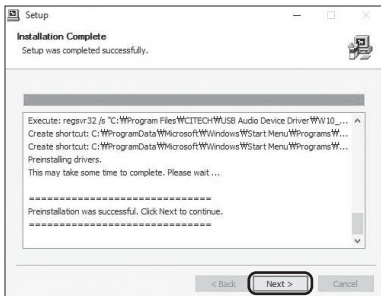 Setup
Installation Complete
Setup was completed successfully.
Execute: regsvr32 /s "C:₩Program Files₩CITECH₩USB Audio Device Driver₩W10_...
Create shortcut: C:₩ProgramData₩Microsoft₩Windows₩Start Menu₩Programs₩...
Create shortcut: C:₩ProgramData₩Microsoft₩Windows₩Start Menu₩Programs₩...
Preinstalling drivers.
This may take some time to complete. Please wait ...
==============================
Preinstallation was successful. Click Next to continue.
==============================
< Back Next > Cancel